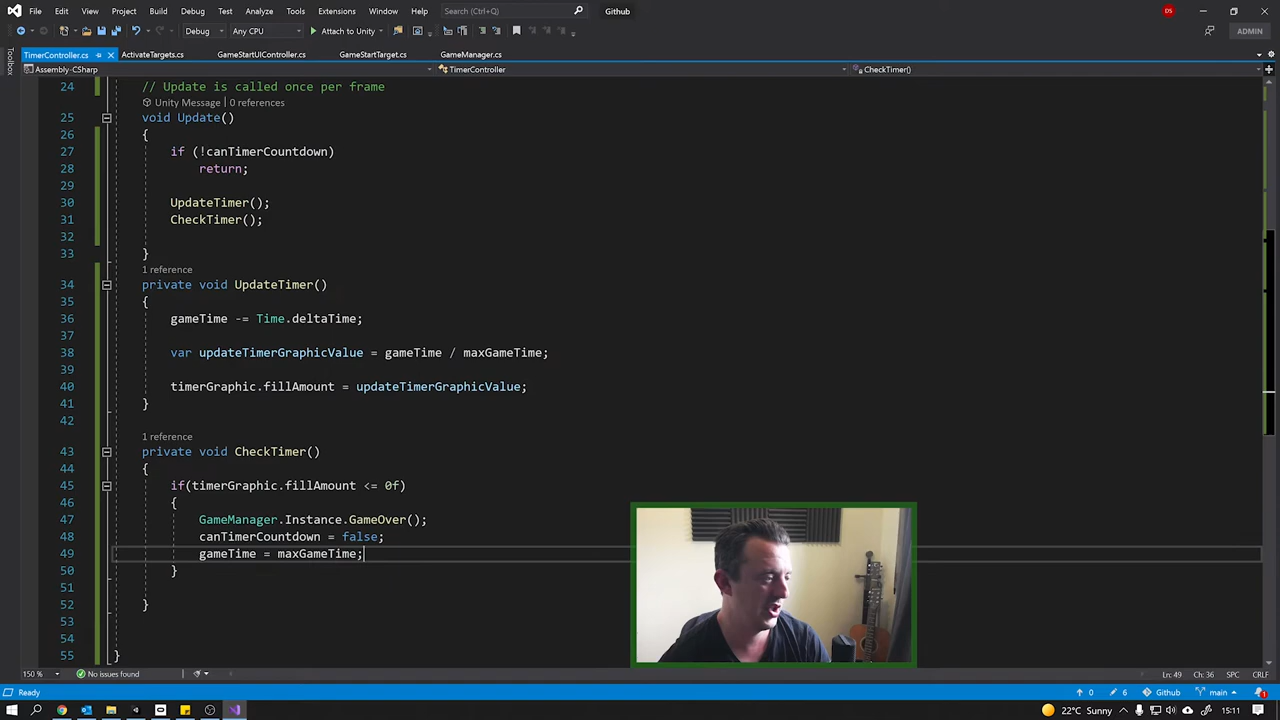 File Edit View Project Build Debug Test Analyze Tools Extensions Window Help Search (Ctrl+Q) Github DS
Debug Any CPU Attach to Unity ADMIN
TimerController.cs ActivateTargets.cs GameStartUIController.cs GameStartTarget.cs GameManager.cs
Toolbox
Assembly-CSharp TimerController CheckTimer()
24 // Update is called once per frame
Unity Message | 0 references
25 void Update()
26 {
27 if (!canTimerCountdown)
28 return;
29
30 UpdateTimer();
31 CheckTimer();
32
33 }
1 reference
34 private void UpdateTimer()
35 {
36 gameTime -= Time.deltaTime;
37
38 var updateTimerGraphicValue = gameTime / maxGameTime;
39
40 timerGraphic.fillAmount = updateTimerGraphicValue;
41 }
42
1 reference
43 private void CheckTimer()
44 {
45 if(timerGraphic.fillAmount <= 0f)
46 {
47 GameManager.Instance.GameOver();
48 canTimerCountdown = false;
49 gameTime = maxGameTime;
50 }
51
52 }
53
54
55 }
150 % No issues found Ln: 49 Ch: 36 SPC CRLF
Ready 0 6 Github main 1
22°C Sunny 15:11